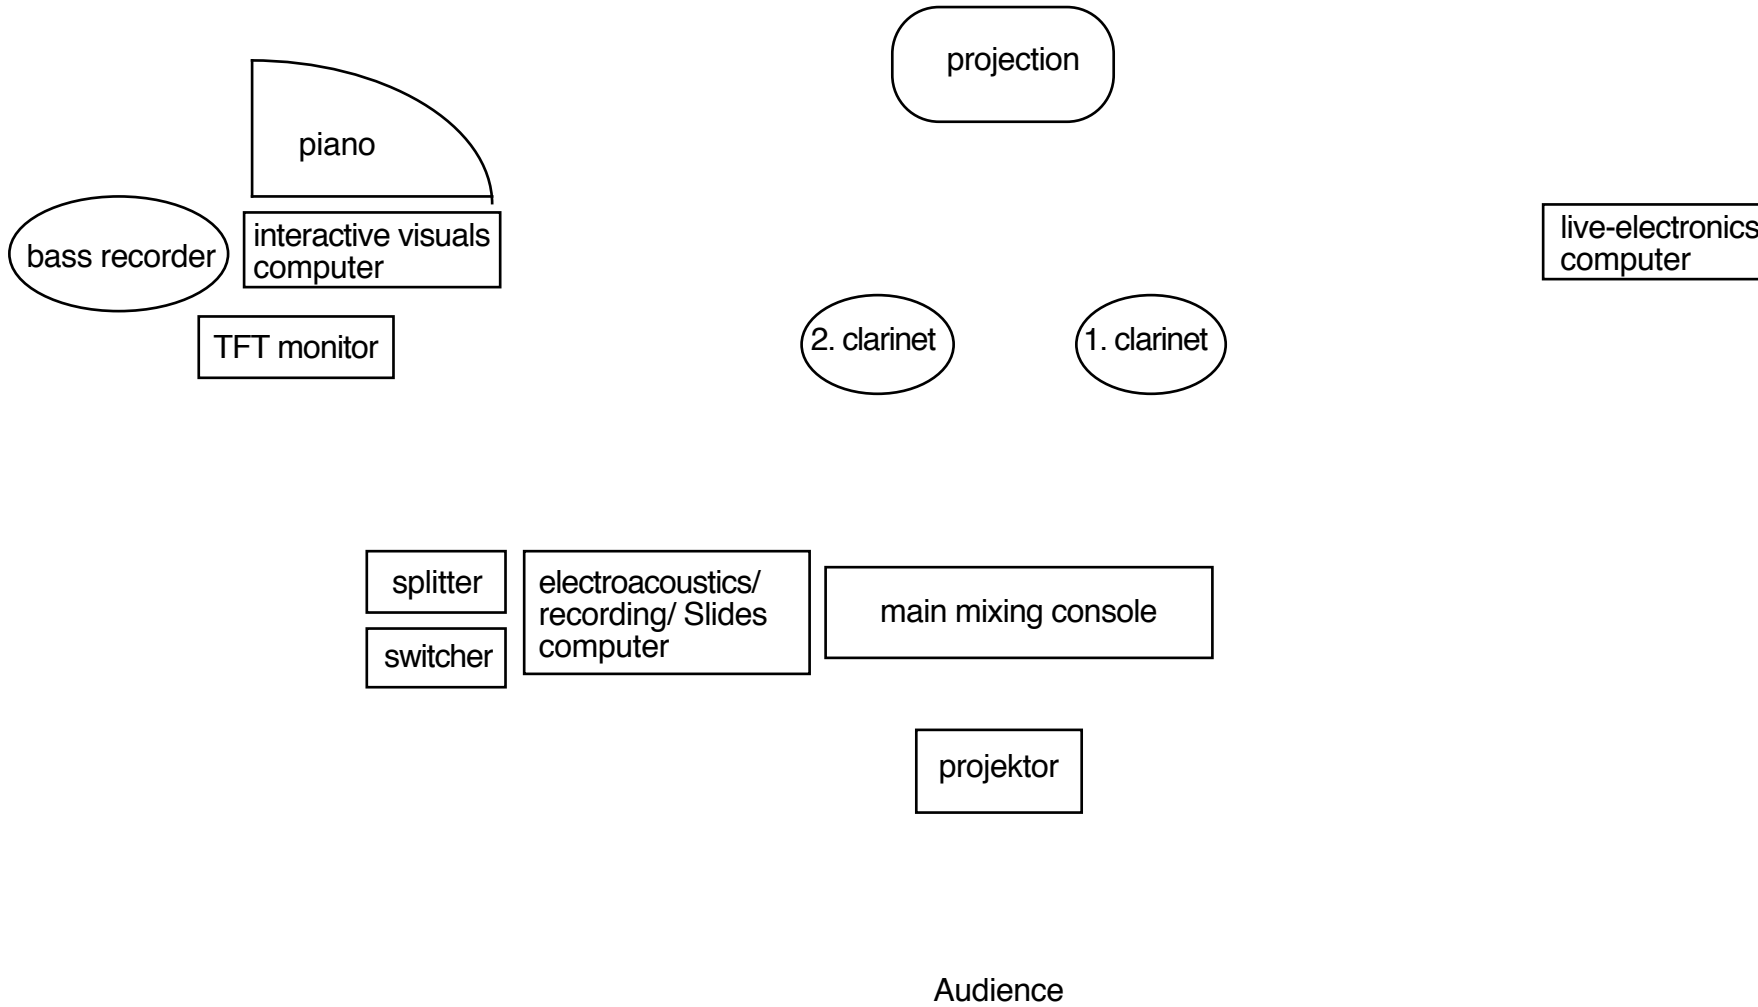 projection
piano
bass recorder
interactive visuals
computer
live-electronics
computer
TFT monitor
2. clarinet
1. clarinet
splitter
switcher
electroacoustics/
recording/ Slides
computer
main mixing console
projektor
Audience